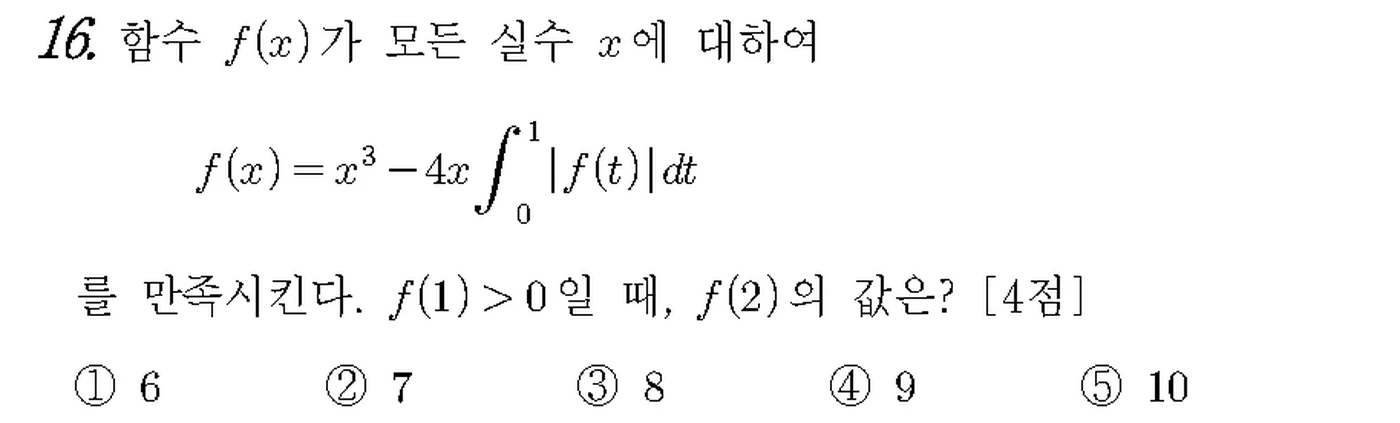 16. 함수 f(x)가 모든 실수 x에 대하여
f(x) = x³ − 4x ∫₀¹ |f(t)| dt
를 만족시킨다. f(1) > 0일 때, f(2)의 값은? [4점]
① 6 ② 7 ③ 8 ④ 9 ⑤ 10